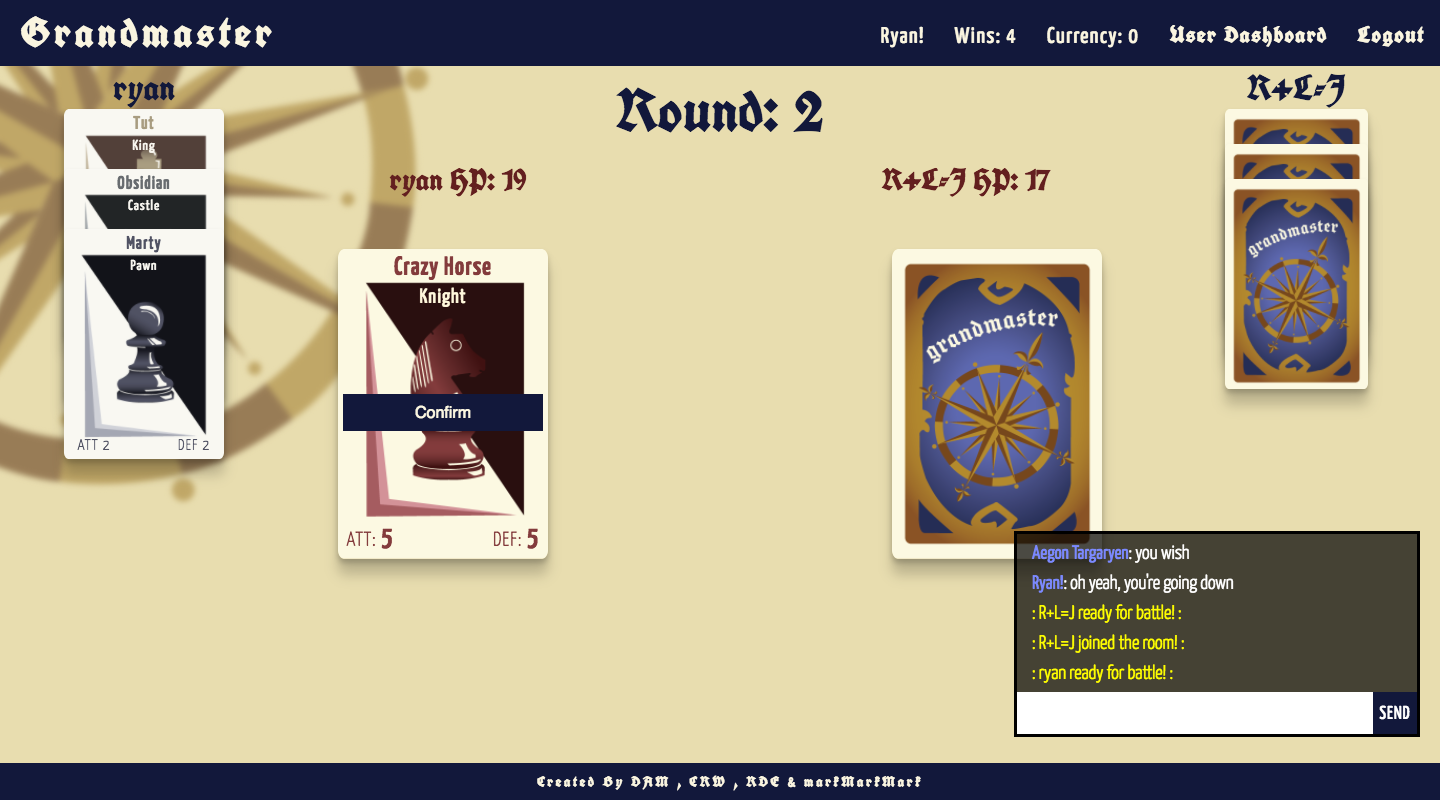 Grandmaster
Ryan! Wins: 4 Currency: 0 User Dashboard Logout
ryan
Round: 2
R+L=J
Tut
King
Obsidian
Castle
Marty
Pawn
ATT 2 DEF 2
ryan HP: 19
R+L=J HP: 17
Crazy Horse
Knight
Confirm
ATT: 5 DEF: 5
grandmaster
grandmaster
Aegon Targaryen: you wish
Ryan!: oh yeah, you're going down
: R+L=J ready for battle! :
: R+L=J joined the room! :
: ryan ready for battle! :
SEND
Created By DAM , CRW , RDE & markMarkMark